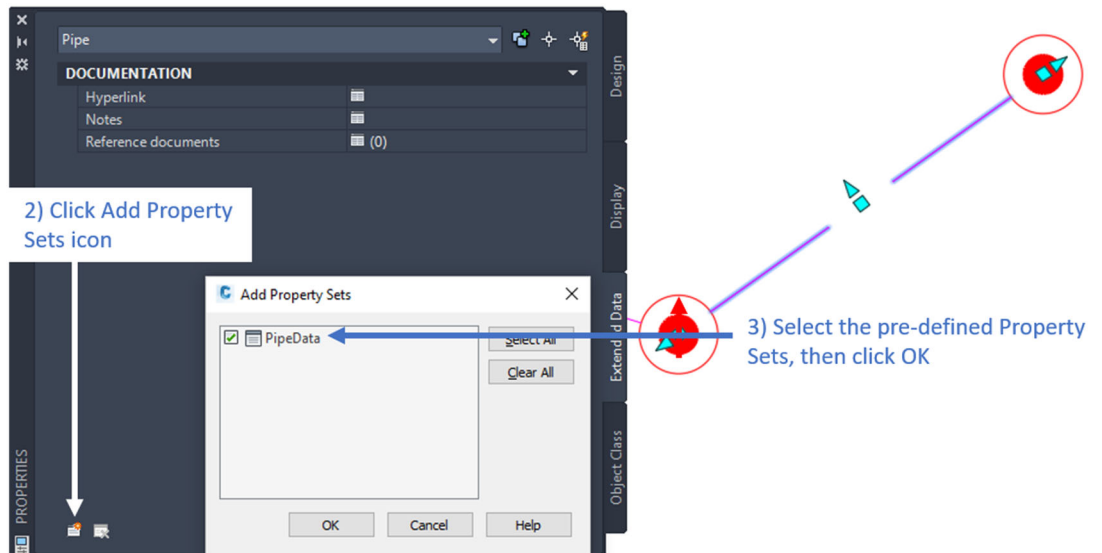 Pipe
DOCUMENTATION
Hyperlink
Notes
Reference documents
(0)
2) Click Add Property
Sets icon
Add Property Sets
PipeData
Select All
Clear All
OK
Cancel
Help
3) Select the pre-defined Property
Sets, then click OK
Design
Display
Extended Data
Object Class
PROPERTIES